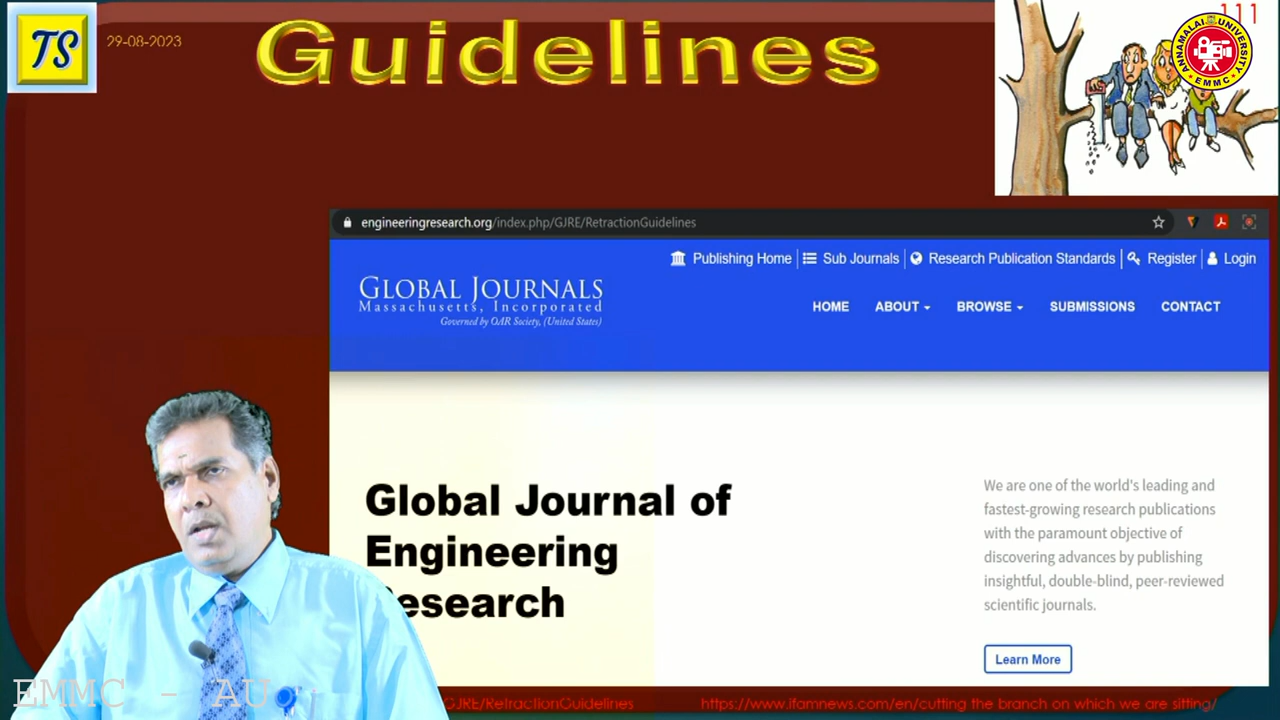 TS
29-08-2023
Guidelines
111
ANNAMALAI UNIVERSITY
EMMC
engineeringresearch.org/index.php/GJRE/RetractionGuidelines
Publishing Home
Sub Journals
Research Publication Standards
Register
Login
GLOBAL JOURNALS
Massachusetts, Incorporated
Governed by OAR Society, (United States)
HOME ABOUT BROWSE SUBMISSIONS CONTACT
Global Journal of
Engineering
esearch
We are one of the world's leading and
fastest-growing research publications
with the paramount objective of
discovering advances by publishing
insightful, double-blind, peer-reviewed
scientific journals.
Learn More
EMMC - AU
GJRE/RetractionGuidelines
https://www.ifamnews.com/en/cutting the branch on which we are sitting/